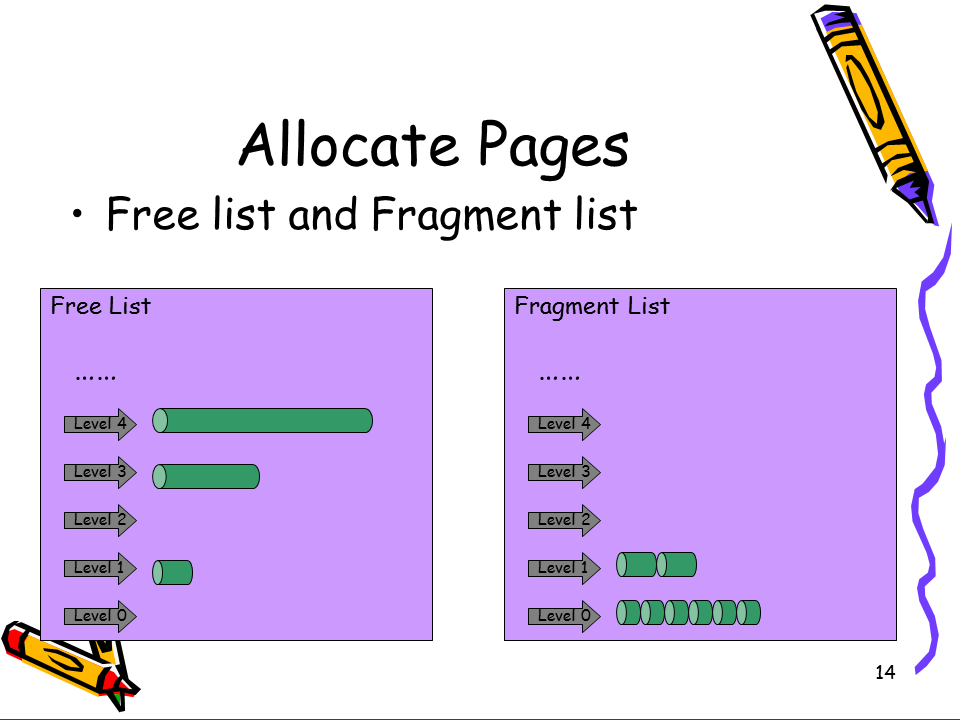 Allocate Pages
• Free list and Fragment list
Free List
……
Level 4
Level 3
Level 2
Level 1
Level 0
Fragment List
……
Level 4
Level 3
Level 2
Level 1
Level 0
14